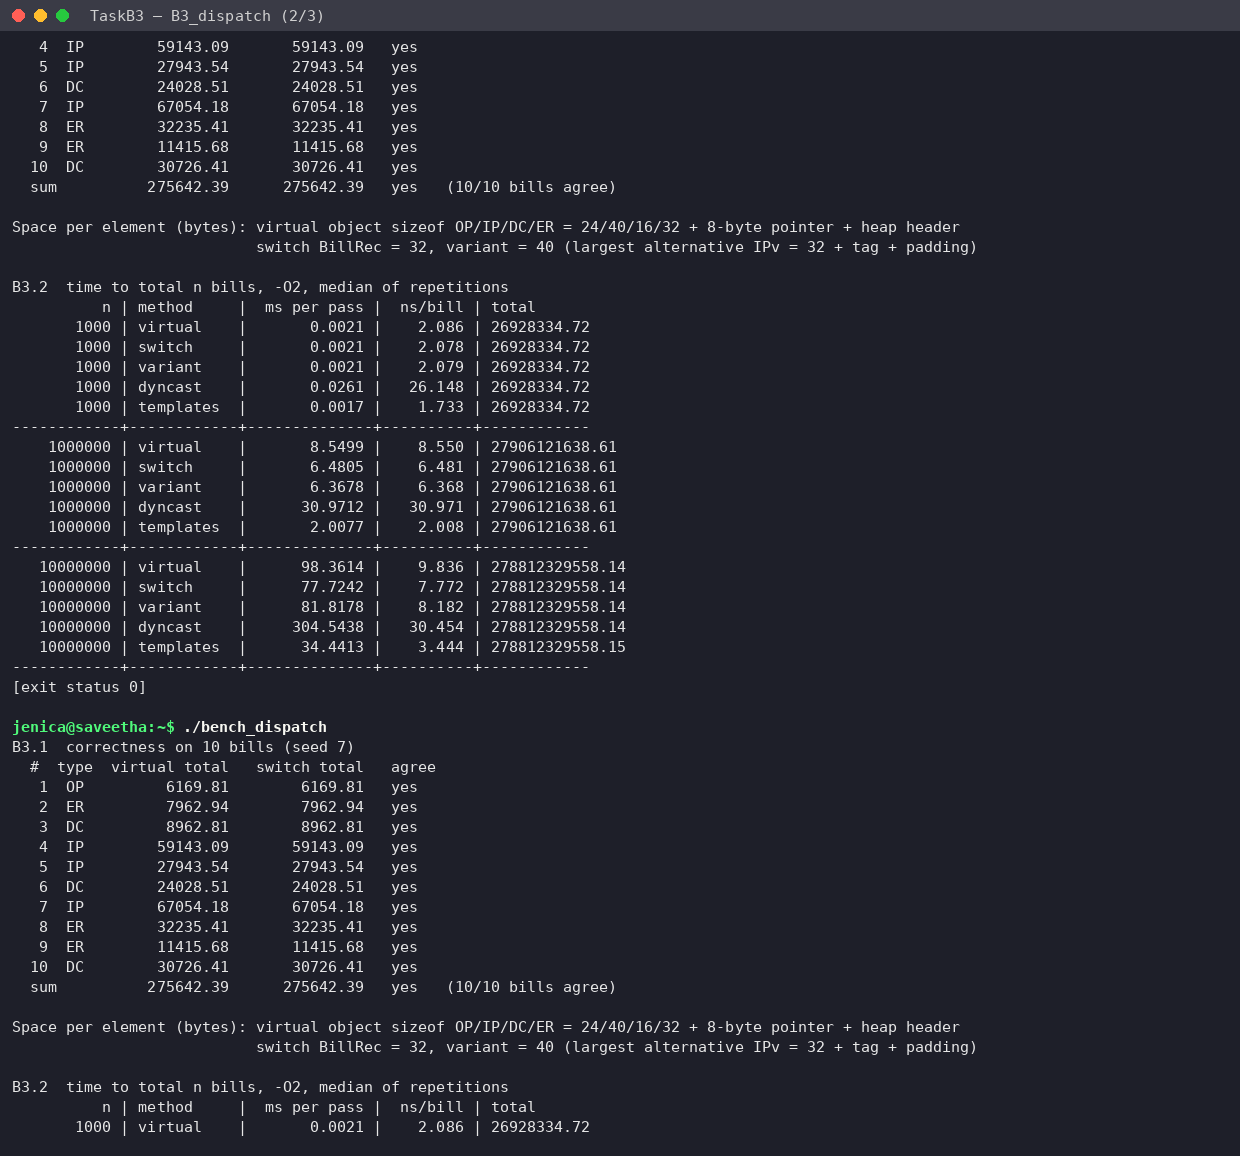 TaskB3 — B3_dispatch (2/3)
   4  IP        59143.09       59143.09   yes
   5  IP        27943.54       27943.54   yes
   6  DC        24028.51       24028.51   yes
   7  IP        67054.18       67054.18   yes
   8  ER        32235.41       32235.41   yes
   9  ER        11415.68       11415.68   yes
  10  DC        30726.41       30726.41   yes
  sum          275642.39      275642.39   yes   (10/10 bills agree)

Space per element (bytes): virtual object sizeof OP/IP/DC/ER = 24/40/16/32 + 8-byte pointer + heap header
                           switch BillRec = 32, variant = 40 (largest alternative IPv = 32 + tag + padding)

B3.2  time to total n bills, -O2, median of repetitions
          n | method     |  ms per pass |  ns/bill | total
       1000 | virtual    |       0.0021 |    2.086 | 26928334.72
       1000 | switch     |       0.0021 |    2.078 | 26928334.72
       1000 | variant    |       0.0021 |    2.079 | 26928334.72
       1000 | dyncast    |       0.0261 |   26.148 | 26928334.72
       1000 | templates  |       0.0017 |    1.733 | 26928334.72
------------+------------+--------------+----------+------------
    1000000 | virtual    |       8.5499 |    8.550 | 27906121638.61
    1000000 | switch     |       6.4805 |    6.481 | 27906121638.61
    1000000 | variant    |       6.3678 |    6.368 | 27906121638.61
    1000000 | dyncast    |      30.9712 |   30.971 | 27906121638.61
    1000000 | templates  |       2.0077 |    2.008 | 27906121638.61
------------+------------+--------------+----------+------------
   10000000 | virtual    |      98.3614 |    9.836 | 278812329558.14
   10000000 | switch     |      77.7242 |    7.772 | 278812329558.14
   10000000 | variant    |      81.8178 |    8.182 | 278812329558.14
   10000000 | dyncast    |     304.5438 |   30.454 | 278812329558.14
   10000000 | templates  |      34.4413 |    3.444 | 278812329558.15
------------+------------+--------------+----------+------------
[exit status 0]

jenica@saveetha:~$ ./bench_dispatch
B3.1  correctness on 10 bills (seed 7)
  #  type  virtual total   switch total   agree
   1  OP         6169.81        6169.81   yes
   2  ER         7962.94        7962.94   yes
   3  DC         8962.81        8962.81   yes
   4  IP        59143.09       59143.09   yes
   5  IP        27943.54       27943.54   yes
   6  DC        24028.51       24028.51   yes
   7  IP        67054.18       67054.18   yes
   8  ER        32235.41       32235.41   yes
   9  ER        11415.68       11415.68   yes
  10  DC        30726.41       30726.41   yes
  sum          275642.39      275642.39   yes   (10/10 bills agree)

Space per element (bytes): virtual object sizeof OP/IP/DC/ER = 24/40/16/32 + 8-byte pointer + heap header
                           switch BillRec = 32, variant = 40 (largest alternative IPv = 32 + tag + padding)

B3.2  time to total n bills, -O2, median of repetitions
          n | method     |  ms per pass |  ns/bill | total
       1000 | virtual    |       0.0021 |    2.086 | 26928334.72